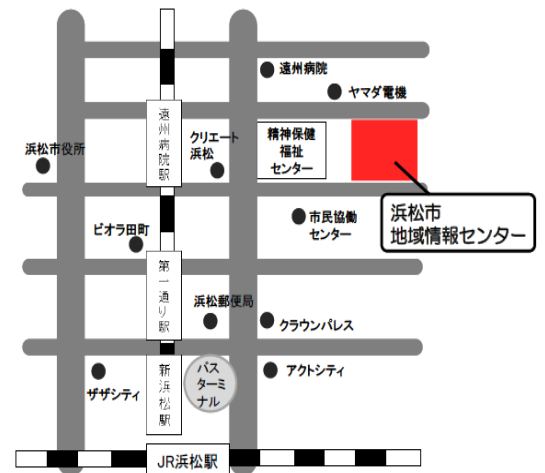 遠州病院
ヤマダ電機
遠州病院駅
クリエート
浜松
精神保健
福祉
センター
浜松市役所
浜松市
地域情報センター
市民協働
センター
ビオラ田町
第一通り駅
浜松郵便局
クラウンパレス
新浜松駅
バス
ターミ
ナル
アクトシティ
ザザシティ
JR浜松駅